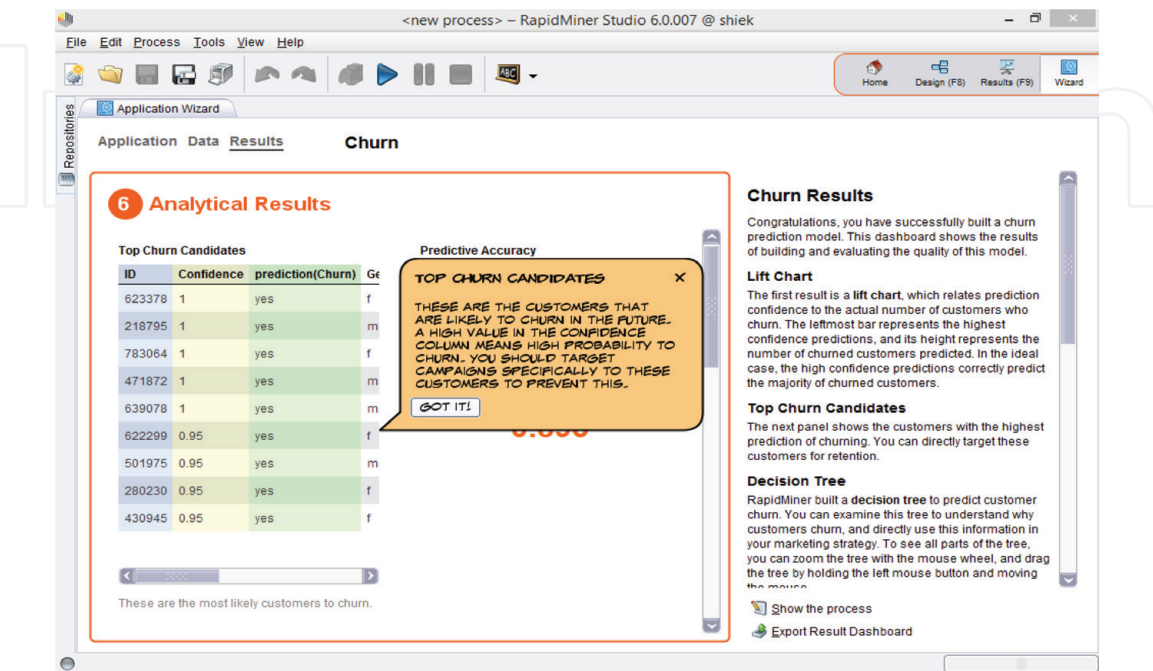 <new process> – RapidMiner Studio 6.0.007 @ shiek
File Edit Process Tools View Help
ABC
Home Design (F8) Results (F9) Wizard
Repositories
Application Wizard
Application Data Results Churn
6 Analytical Results
Top Churn Candidates
ID Confidence prediction(Churn) Ge
623378 1 yes f
218795 1 yes m
783064 1 yes f
471872 1 yes m
639078 1 yes m
622299 0.95 yes f
501975 0.95 yes m
280230 0.95 yes f
430945 0.95 yes f
These are the most likely customers to churn.
Predictive Accuracy
TOP CHURN CANDIDATES
THESE ARE THE CUSTOMERS THAT
ARE LIKELY TO CHURN IN THE FUTURE.
A HIGH VALUE IN THE CONFIDENCE
COLUMN MEANS HIGH PROBABILITY TO
CHURN. YOU SHOULD TARGET
CAMPAIGNS SPECIFICALLY TO THESE
CUSTOMERS TO PREVENT THIS.
GOT IT!
Churn Results
Congratulations, you have successfully built a churn
prediction model. This dashboard shows the results
of building and evaluating the quality of this model.
Lift Chart
The first result is a lift chart, which relates prediction
confidence to the actual number of customers who
churn. The leftmost bar represents the highest
confidence predictions, and its height represents the
number of churned customers predicted. In the ideal
case, the high confidence predictions correctly predict
the majority of churned customers.
Top Churn Candidates
The next panel shows the customers with the highest
prediction of churning. You can directly target these
customers for retention.
Decision Tree
RapidMiner built a decision tree to predict customer
churn. You can examine this tree to understand why
customers churn, and directly use this information in
your marketing strategy. To see all parts of the tree,
you can zoom the tree with the mouse wheel, and drag
the tree by holding the left mouse button and moving
the mouse
Show the process
Export Result Dashboard